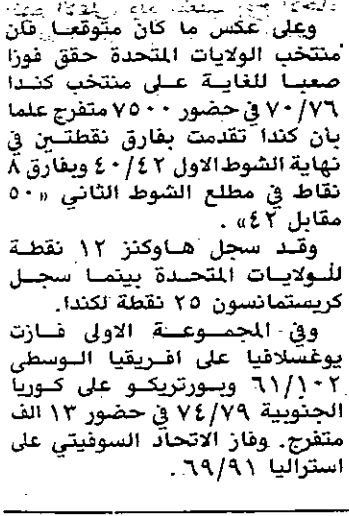 وعلى عكس ما كان متوقعا فان
منتخب الولايات المتحدة حقق فوزا
صعبا للغاية على منتخب كندا
٧٠/٧٦ في حضور ٧٥٠٠ متفرج علما
بان كندا تقدمت بفارق نقطتين في
نهاية الشوط الاول ٤٠/٤٢ وبفارق ٨
نقاط في مطلع الشوط الثاني «٥٠
مقابل ٤٢» .
وقد سجل هاوكنز ١٢ نقطة
للولايات المتحدة بينما سجل
كريستمانسون ٢٥ نقطة لكندا.
وفي المجموعة الاولى فازت
يوغسلافيا على افريقيا الوسطى
٦١/١٠٢ وبورتريكو على كوريا
الجنوبية ٧٤/٧٩ في حضور ١٣ الف
متفرج. وفاز الاتحاد السوفيتي على
استراليا ٦٩/٩١ .